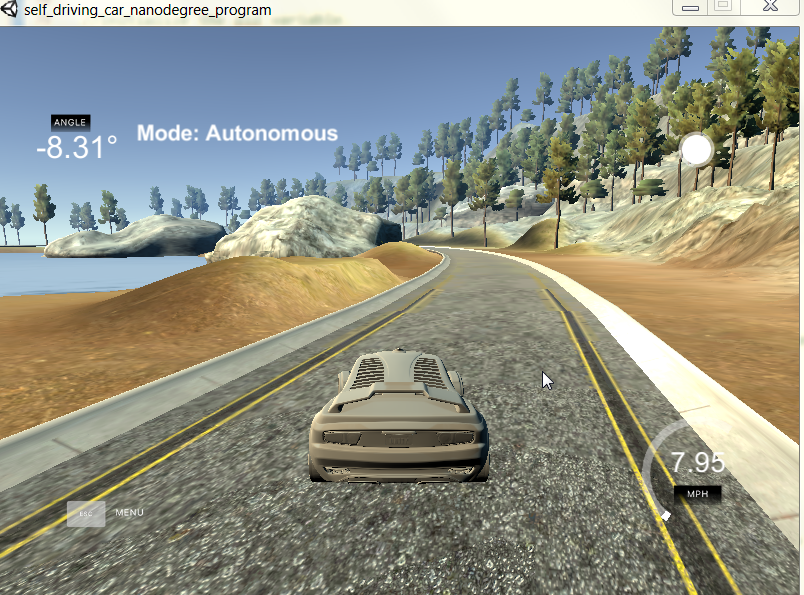 self_driving_car_nanodegree_program
ANGLE
-8.31°
Mode: Autonomous
7.95
MPH
ESC
MENU